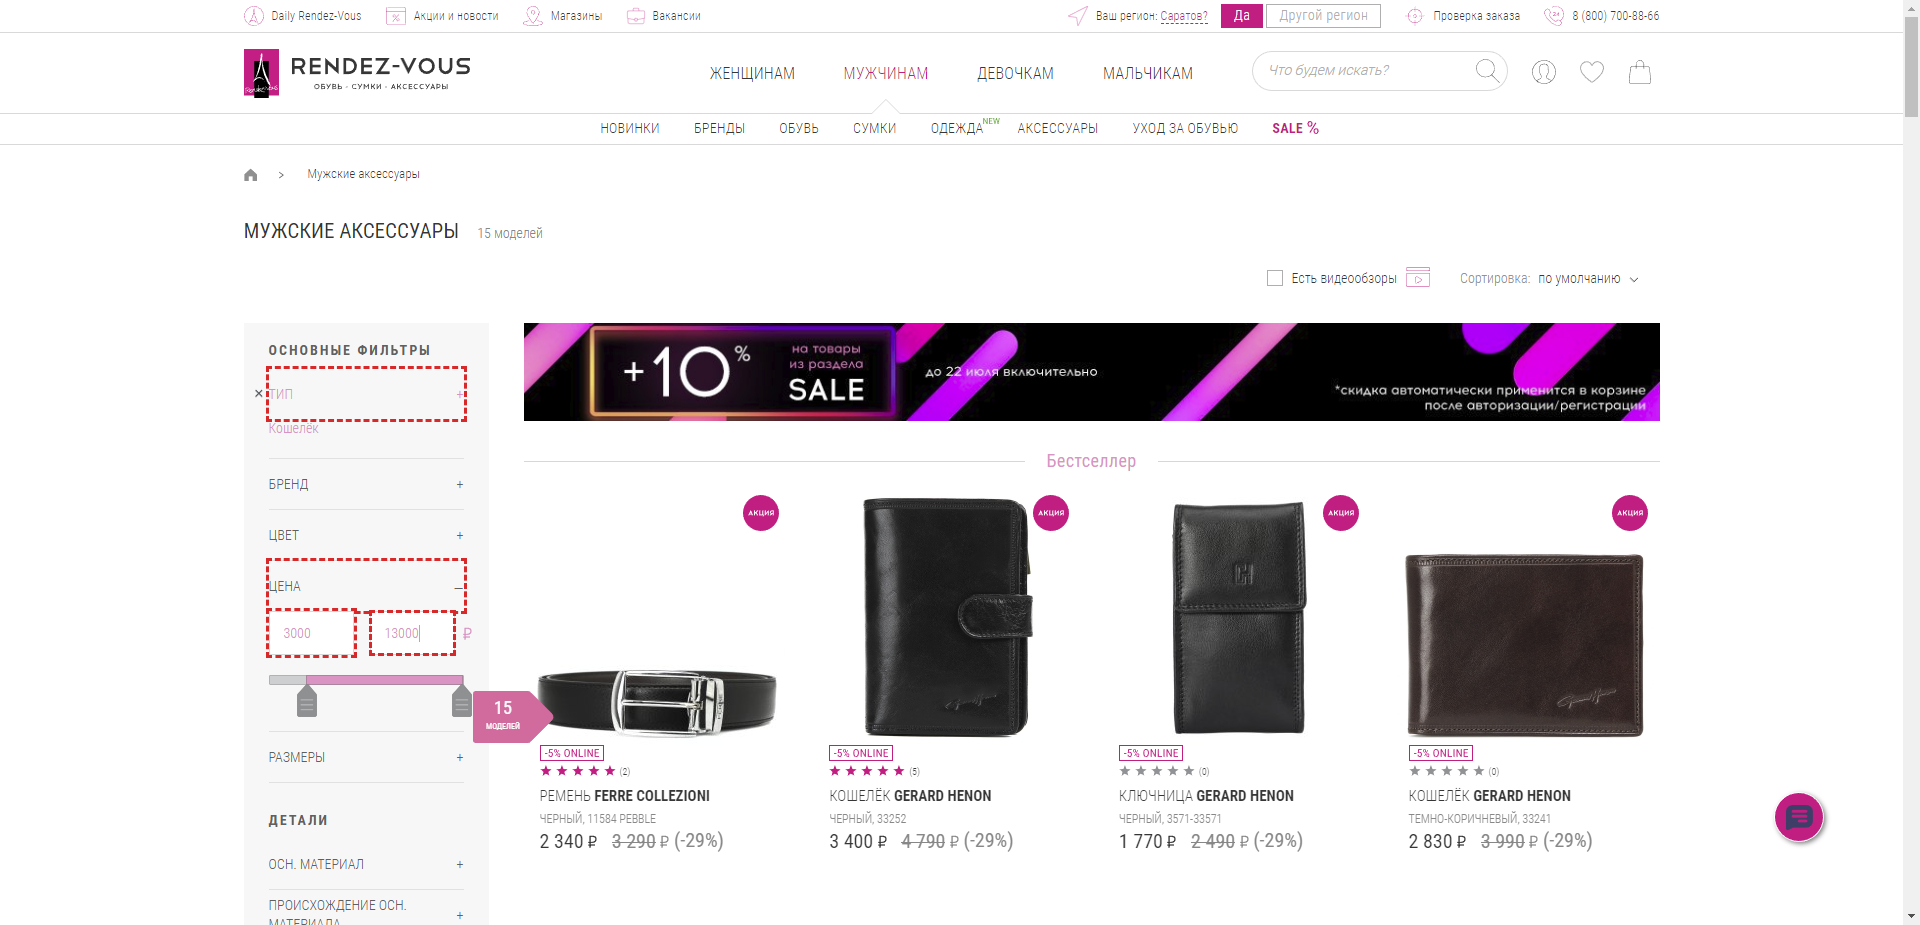 Daily Rendez-Vous
Акции и новости
Магазины
Вакансии
Ваш регион: Саратов?
Да
Другой регион
Проверка заказа
8 (800) 700-88-66
RENDEZ-VOUS
ОБУВЬ · СУМКИ · АКСЕССУАРЫ
ЖЕНЩИНАМ
МУЖЧИНАМ
ДЕВОЧКАМ
МАЛЬЧИКАМ
Что будем искать?
НОВИНКИ
БРЕНДЫ
ОБУВЬ
СУМКИ
ОДЕЖДА NEW
АКСЕССУАРЫ
УХОД ЗА ОБУВЬЮ
SALE %
> Мужские аксессуары
МУЖСКИЕ АКСЕССУАРЫ 15 моделей
Есть видеообзоры
Сортировка: по умолчанию
ОСНОВНЫЕ ФИЛЬТРЫ
× ТИП +
Кошелёк
БРЕНД +
ЦВЕТ +
ЦЕНА –
3000 13000 ₽
15
МОДЕЛЕЙ
РАЗМЕРЫ +
ДЕТАЛИ
ОСН. МАТЕРИАЛ +
ПРОИСХОЖДЕНИЕ ОСН. +
МАТЕРИАЛА
+10%
на товары
из раздела
SALE
до 22 июля включительно
*скидка автоматически применится в корзине
после авторизации/регистрации
Бестселлер
АКЦИЯ
АКЦИЯ
АКЦИЯ
АКЦИЯ
-5% ONLINE
(2)
РЕМЕНЬ FERRE COLLEZIONI
ЧЕРНЫЙ, 11584 PEBBLE
2 340 ₽ 3 290 ₽ (-29%)
-5% ONLINE
(5)
КОШЕЛЁК GERARD HENON
ЧЕРНЫЙ, 33252
3 400 ₽ 4 790 ₽ (-29%)
-5% ONLINE
(0)
КЛЮЧНИЦА GERARD HENON
ЧЕРНЫЙ, 3571-33571
1 770 ₽ 2 490 ₽ (-29%)
-5% ONLINE
(0)
КОШЕЛЁК GERARD HENON
ТЕМНО-КОРИЧНЕВЫЙ, 33241
2 830 ₽ 3 990 ₽ (-29%)